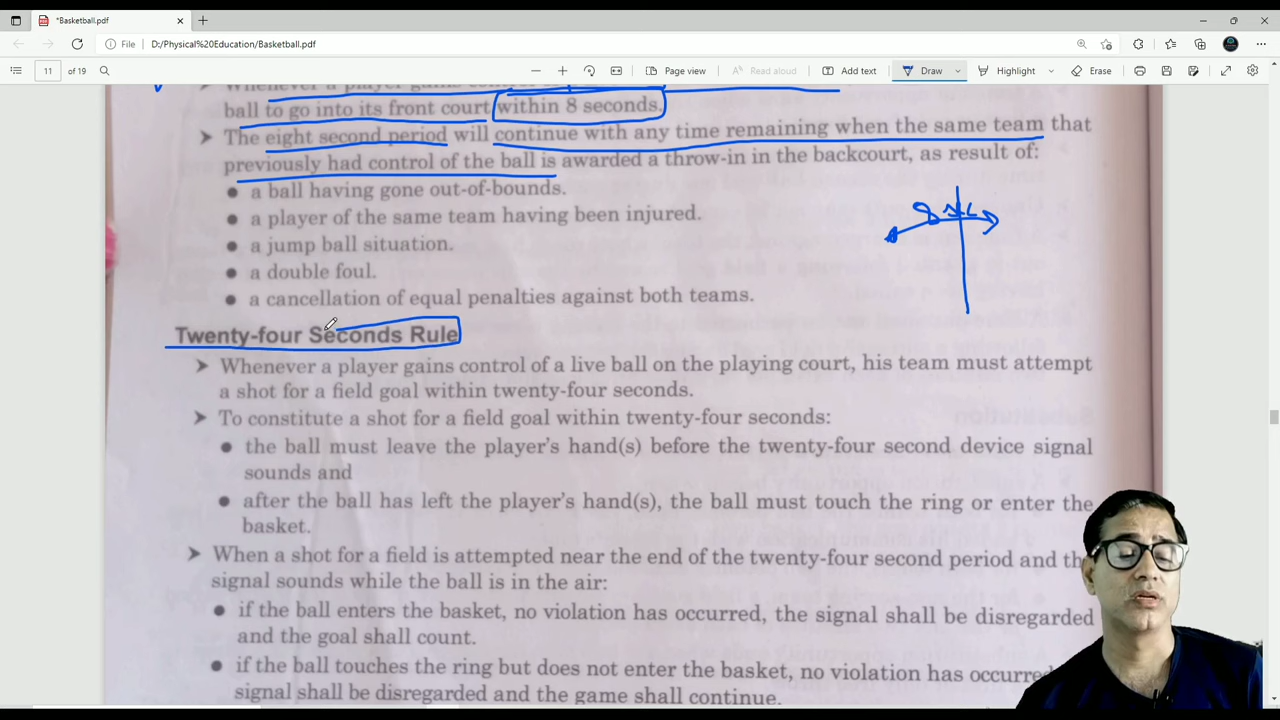 *Basketball.pdf
File D:/Physical%20Education/Basketball.pdf
11 of 19 Page view Read aloud Add text Draw Highlight Erase
Whenever a player gains control
ball to go into its front court within 8 seconds.
➤ The eight second period will continue with any time remaining when the same team that
previously had control of the ball is awarded a throw-in in the backcourt, as result of:
• a ball having gone out-of-bounds.
• a player of the same team having been injured.
8 sec
• a jump ball situation.
• a double foul.
• a cancellation of equal penalties against both teams.
Twenty-four Seconds Rule
➤ Whenever a player gains control of a live ball on the playing court, his team must attempt
a shot for a field goal within twenty-four seconds.
➤ To constitute a shot for a field goal within twenty-four seconds:
• the ball must leave the player's hand(s) before the twenty-four second device signal
sounds and
• after the ball has left the player's hand(s), the ball must touch the ring or enter the
basket.
➤ When a shot for a field is attempted near the end of the twenty-four second period and the
signal sounds while the ball is in the air:
• if the ball enters the basket, no violation has occurred, the signal shall be disregarded
and the goal shall count.
• if the ball touches the ring but does not enter the basket, no violation has occurred
signal shall be disregarded and the game shall continue.